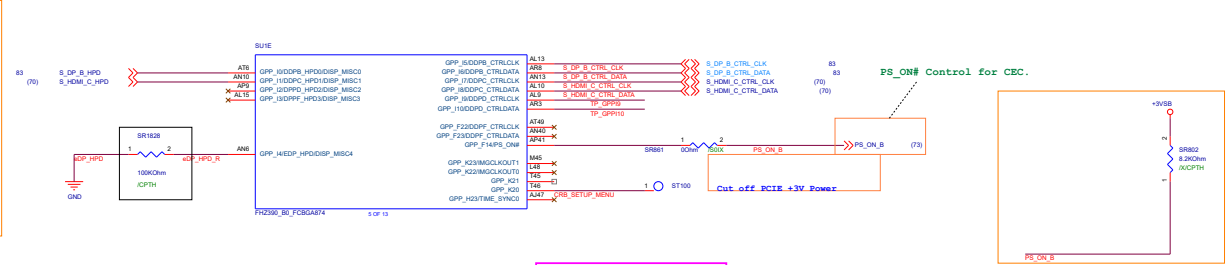 SU1E
83 S_DP_B_HPD
(70) S_HDMI_C_HPD
AT6 GPP_I0/DDPB_HPD0/DISP_MISC0
AN10 GPP_I1/DDPC_HPD1/DISP_MISC1
AP9 GPP_I2/DPPD_HPD2/DISP_MISC2
AL15 GPP_I3/DPPF_HPD3/DISP_MISC3
AN6 GPP_I4/EDP_HPD/DISP_MISC4
SR1828
1 2
eDP_HPD
eDP_HPD_R
100KOhm
/CPTH
GND
GPP_I5/DDPB_CTRLCLK AL13 S_DP_B_CTRL_CLK S_DP_B_CTRL_CLK 83
GPP_I6/DDPB_CTRLDATA AR8 S_DP_B_CTRL_DATA S_DP_B_CTRL_DATA 83
GPP_I7/DDPC_CTRLCLK AN13 S_HDMI_C_CTRL_CLK S_HDMI_C_CTRL_CLK (70)
GPP_I8/DDPC_CTRLDATA AL10 S_HDMI_C_CTRL_DATA S_HDMI_C_CTRL_DATA (70)
GPP_I9/DDPD_CTRLCLK AL9 TP_GPPI9
GPP_I10/DDPD_CTRLDATA AR3 TP_GPPI10
GPP_F22/DDPF_CTRLCLK AT49
GPP_F23/DDPF_CTRLDATA AN40
GPP_F14/PS_ON# AP41
GPP_K23/IMGCLKOUT1 M45
GPP_K22/IMGCLKOUT0 L48
GPP_K21 T45
GPP_K20 T46
GPP_H23/TIME_SYNC0 AJ47
CRB_SETUP_MENU
1 ST100
FHZ390_B0_FCBGA874
5 OF 13
1 2
SR861 0Ohm /S0IX PS_ON_B
PS_ON_B (73)
Cut off PCIE +3V Power
PS_ON# Control for CEC.
+3VSB
2
SR802
8.2KOhm
/X/CPTH
1
PS_ON_B